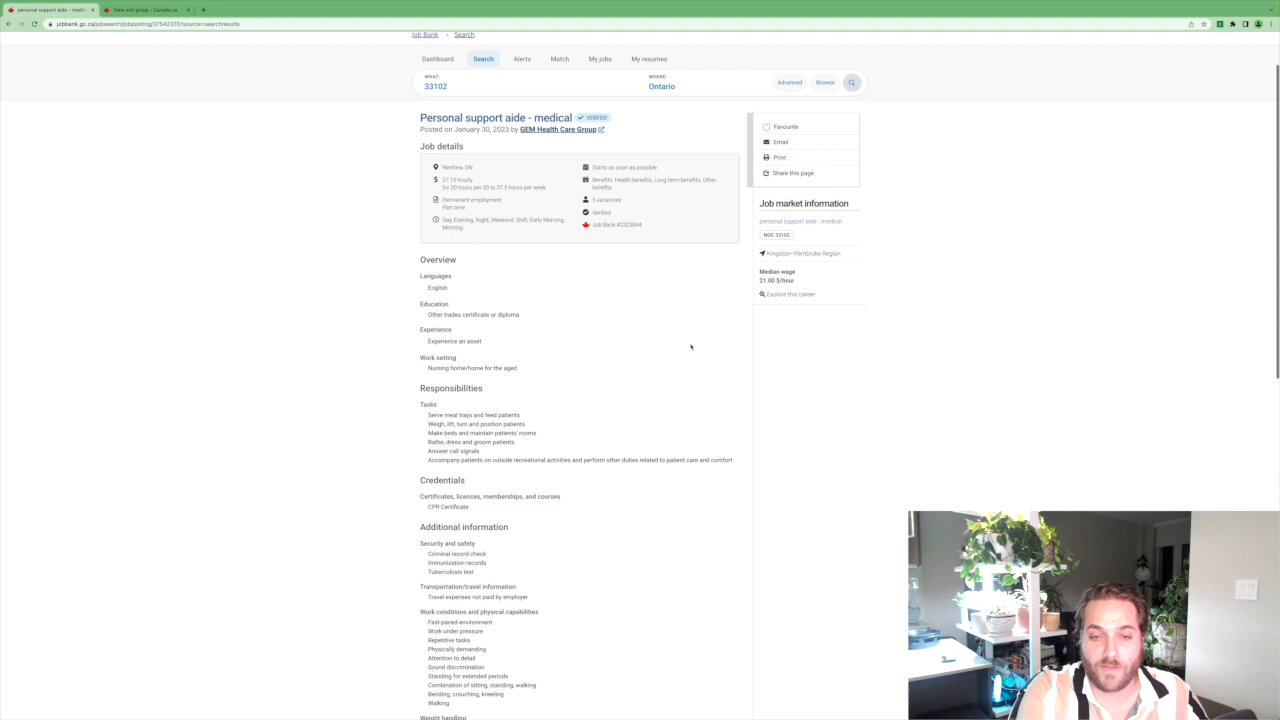 personal support aide - medic
View unit group - Canada.ca
jobbank.gc.ca/jobsearch/jobposting/37542375?source=searchresults
Job Bank > Search
Dashboard Search Alerts Match My jobs My resumes
WHAT:
33102
WHERE:
Ontario
Advanced Browse
Personal support aide - medical VERIFIED
Posted on January 30, 2023 by GEM Health Care Group
Job details
Renfrew, ON
27.15 hourly
for 20 hours per 20 to 37.5 hours per week
Permanent employment
Part time
Day, Evening, Night, Weekend, Shift, Early Morning,
Morning
Starts as soon as possible
Benefits: Health benefits, Long term benefits, Other
benefits
5 vacancies
Verified
Job Bank #2323844
Overview
Languages
English
Education
Other trades certificate or diploma
Experience
Experience an asset
Work setting
Nursing home/home for the aged
Responsibilities
Tasks
Serve meal trays and feed patients
Weigh, lift, turn and position patients
Make beds and maintain patients' rooms
Bathe, dress and groom patients
Answer call signals
Accompany patients on outside recreational activities and perform other duties related to patient care and comfort
Credentials
Certificates, licences, memberships, and courses
CPR Certificate
Additional information
Security and safety
Criminal record check
Immunization records
Tuberculosis test
Transportation/travel information
Travel expenses not paid by employer
Work conditions and physical capabilities
Fast-paced environment
Work under pressure
Repetitive tasks
Physically demanding
Attention to detail
Sound discrimination
Standing for extended periods
Combination of sitting, standing, walking
Bending, crouching, kneeling
Walking
Weight handling
Favourite
Email
Print
Share this page
Job market information
personal support aide - medical
NOC 33102
Kingston–Pembroke Region
Median wage
21.00 $/hour
Explore this career